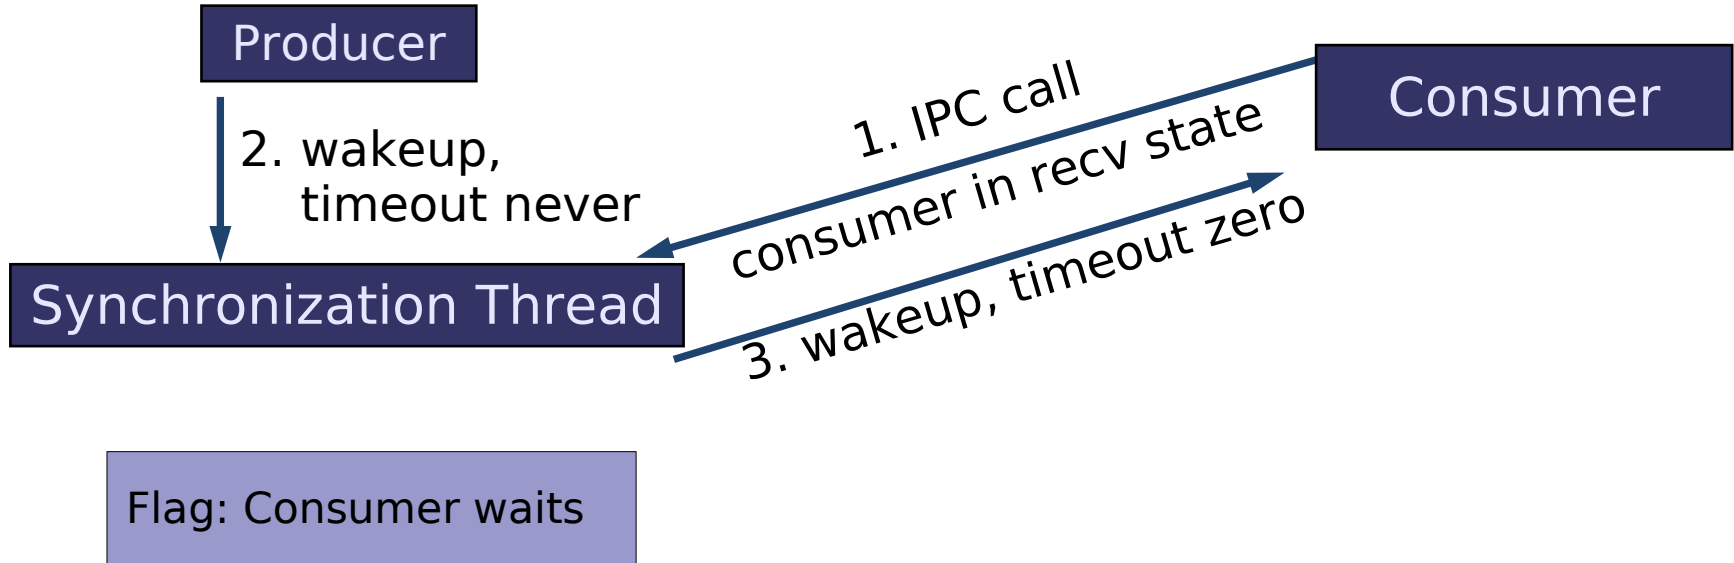 Producer
Consumer
1. IPC call
consumer in recv state
2. wakeup,
timeout never
3. wakeup, timeout zero
Synchronization Thread
Flag: Consumer waits